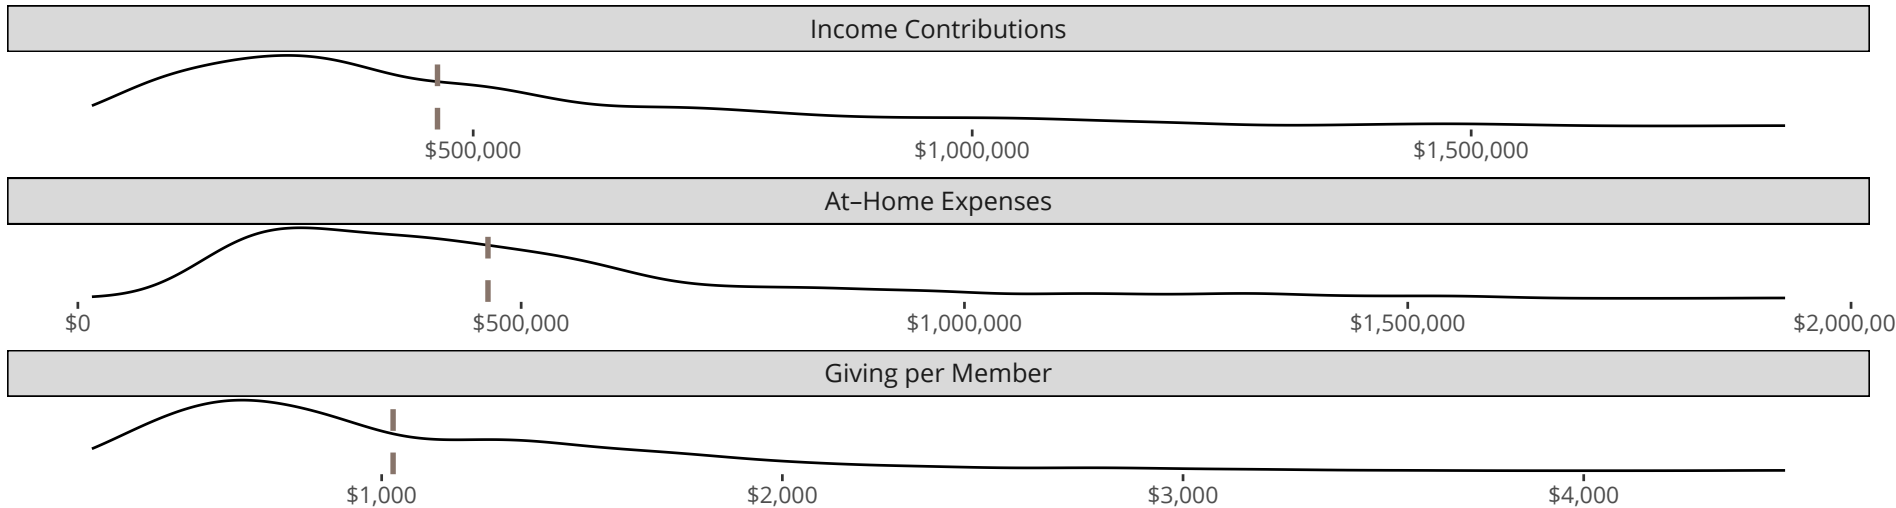 Income Contributions
$500,000 $1,000,000 $1,500,000
At–Home Expenses
$0 $500,000 $1,000,000 $1,500,000 $2,000,00
Giving per Member
$1,000 $2,000 $3,000 $4,000